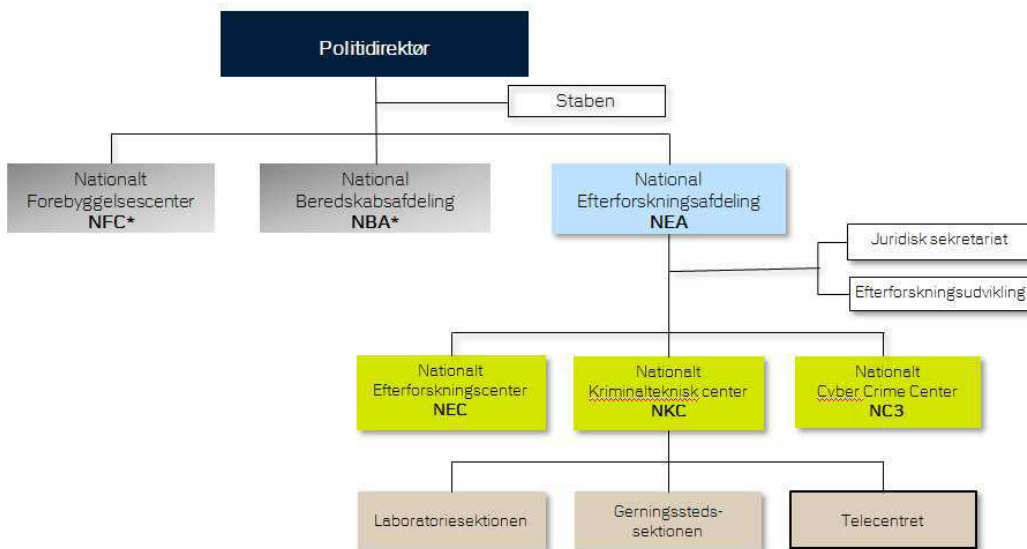 Politidirektør
Staben
Nationalt
Forebyggelsescenter
NFC*
National
Beredskabsafdeling
NBA*
National
Efterforskningsafdeling
NEA
Juridisk sekretariat
Efterforskningsudvikling
Nationalt
Efterforskningscenter
NEC
Nationalt
Kriminalteknisk center
NKC
Nationalt
Cyber Crime Center
NC3
Laboratoriesektionen
Gerningssteds-
sektionen
Telecentret